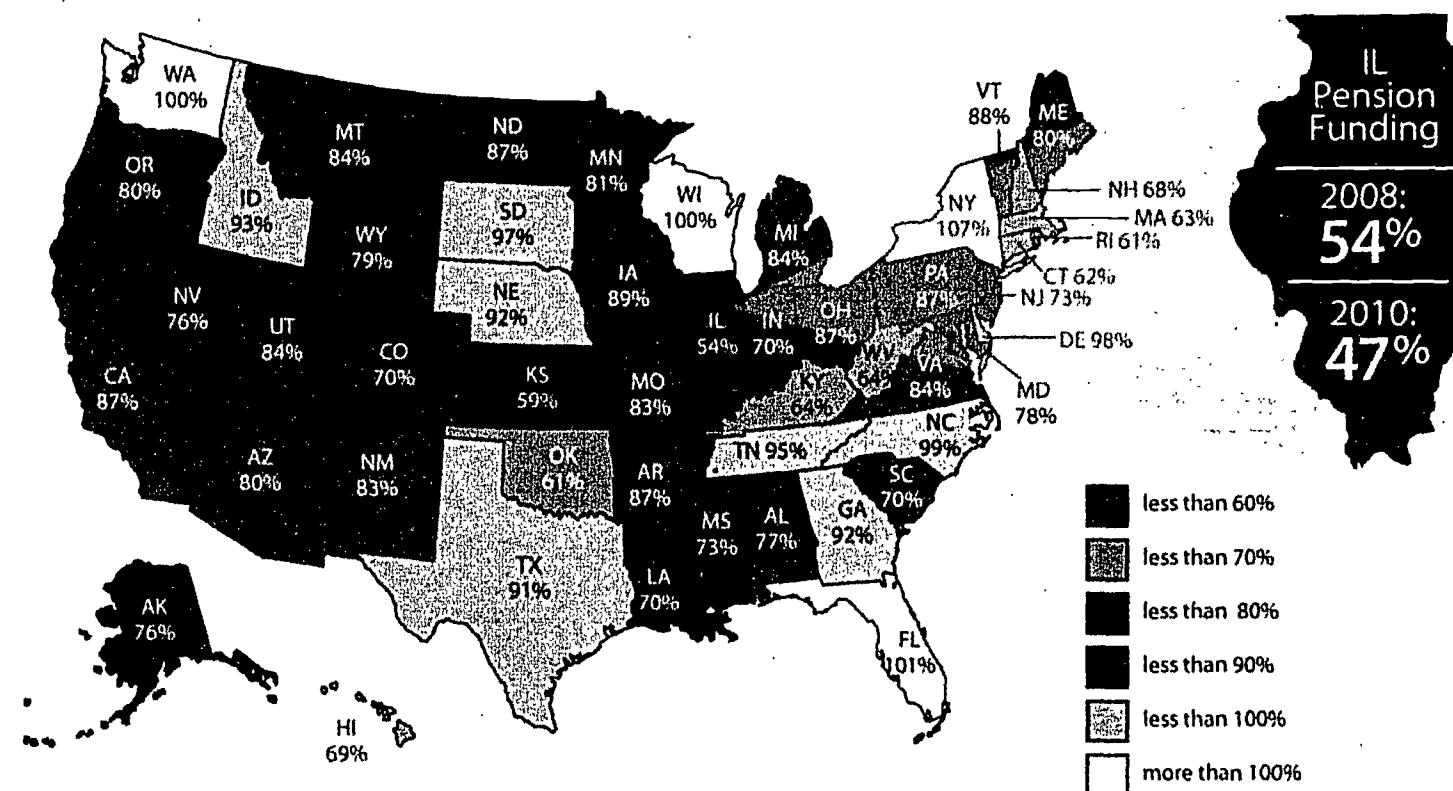 WA
100%
OR
80%
ID
93%
MT
84%
ND
87%
MN
81%
SD
97%
WI
100%
WY
79%
NE
92%
IA
89%
NV
76%
UT
84%
CO
70%
KS
59%
CA
87%
AZ
80%
NM
83%
MO
83%
IL
54%
IN
70%
MI
84%
OH
87%
PA
87%
NY
107%
VT
88%
ME
80%
NH 68%
MA 63%
RI 61%
CT 62%
NJ 73%
DE 98%
MD
78%
WV
64%
VA
84%
KY
64%
NC
99%
TN 95%
SC
70%
OK
61%
AR
87%
TX
91%
LA
70%
MS
73%
AL
77%
GA
92%
FL
101%
AK
76%
HI
69%
IL
Pension
Funding
2008:
54%
2010:
47%
less than 60%
less than 70%
less than 80%
less than 90%
less than 100%
more than 100%